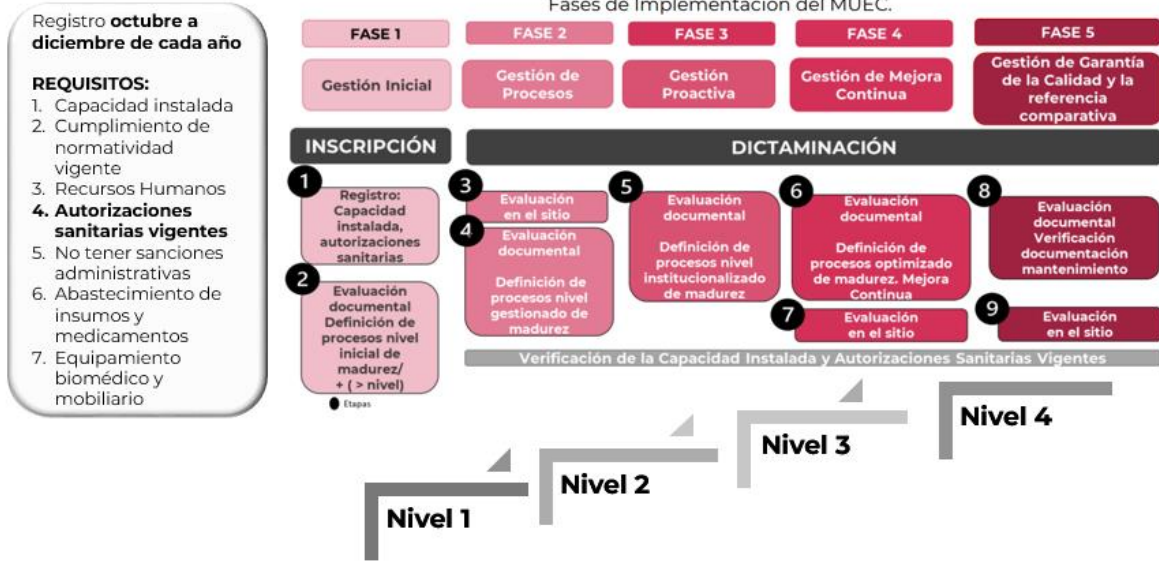 Fases de Implementación del MUEC.
Registro octubre a
diciembre de cada año
REQUISITOS:
1. Capacidad instalada
2. Cumplimiento de
normatividad
vigente
3. Recursos Humanos
4. Autorizaciones
sanitarias vigentes
5. No tener sanciones
administrativas
6. Abastecimiento de
insumos y
medicamentos
7. Equipamiento
biomédico y
mobiliario
FASE 1
FASE 2
FASE 3
FASE 4
FASE 5
Gestión Inicial
Gestión de
Procesos
Gestión
Proactiva
Gestión de Mejora
Continua
Gestión de Garantía
de la Calidad y la
referencia
comparativa
INSCRIPCIÓN
DICTAMINACIÓN
1
Registro:
Capacidad
instalada,
autorizaciones
sanitarias
2
Evaluación
documental
Definición de
procesos nivel
inicial de
madurez/
+ ( > nivel)
Etapas
3
Evaluación
en el sitio
4
Evaluación
documental
Definición de
procesos nivel
gestionado de
madurez
5
Evaluación
documental
Definición de
procesos nivel
institucionalizado
de madurez
6
Evaluación
documental
Definición de
procesos optimizado
de madurez. Mejora
Continua
7
Evaluación
en el sitio
8
Evaluación
documental
Verificación
documentación
mantenimiento
9
Evaluación
en el sitio
Verificación de la Capacidad Instalada y Autorizaciones Sanitarias Vigentes
Nivel 1
Nivel 2
Nivel 3
Nivel 4